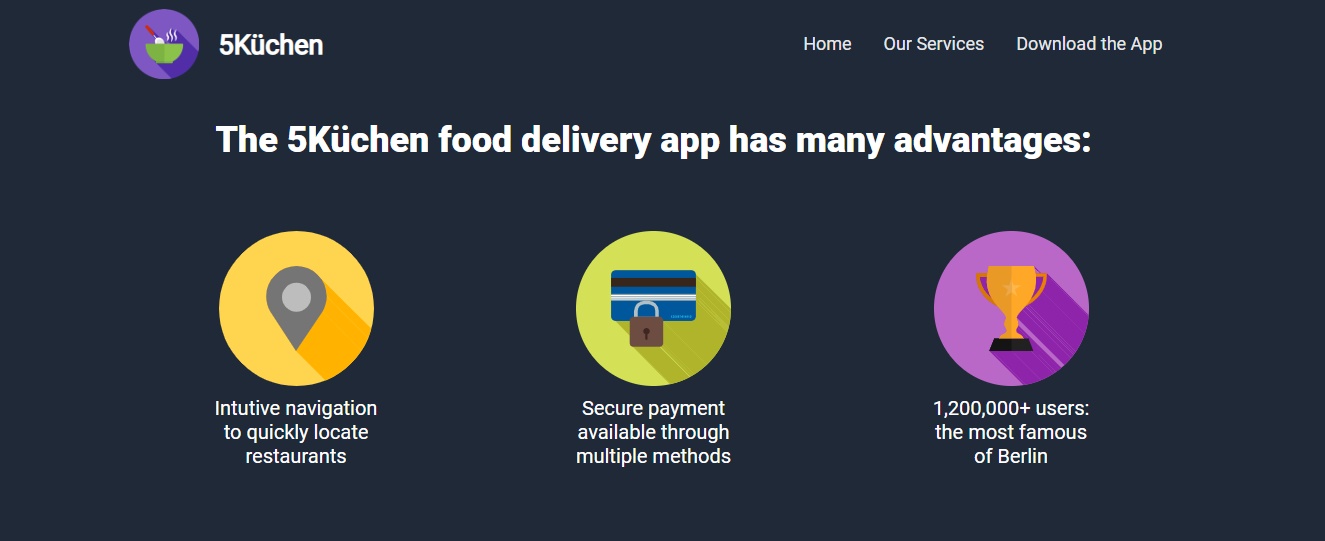 5Küchen
Home
Our Services
Download the App
The 5Küchen food delivery app has many advantages:
Intutive navigation
to quickly locate
restaurants
Secure payment
available through
multiple methods
1,200,000+ users:
the most famous
of Berlin